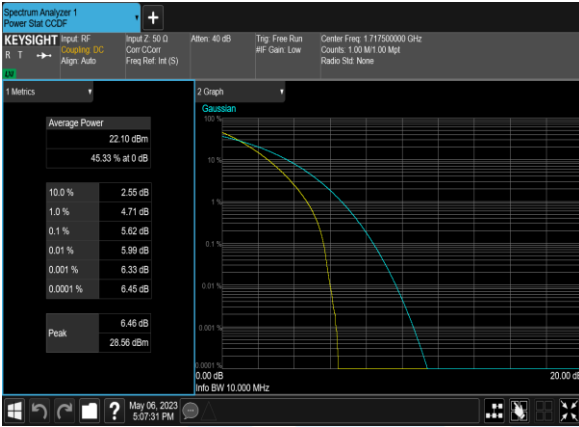 Spectrum Analyzer 1
Power Stat CCDF
+
KEYSIGHT
R T
LV
Input: RF
Coupling: DC
Align: Auto
Input Z: 50 Ω
Corr CCorr
Freq Ref: Int (S)
Atten: 40 dB
Trig: Free Run
#IF Gain: Low
Center Freq: 1.717500000 GHz
Counts: 1.00 M/1.00 Mpt
Radio Std: None
1 Metrics
Average Power
22.10 dBm
45.33 % at 0 dB
10.0 % 2.55 dB
1.0 % 4.71 dB
0.1 % 5.62 dB
0.01 % 5.99 dB
0.001 % 6.33 dB
0.0001 % 6.45 dB
Peak
6.46 dB
28.56 dBm
2 Graph
Gaussian
100 %
10 %
1 %
0.1 %
0.01 %
0.001 %
0.0001 %
0.00 dB
20.00 dB
Info BW 10.000 MHz
?
May 06, 2023
5:07:31 PM